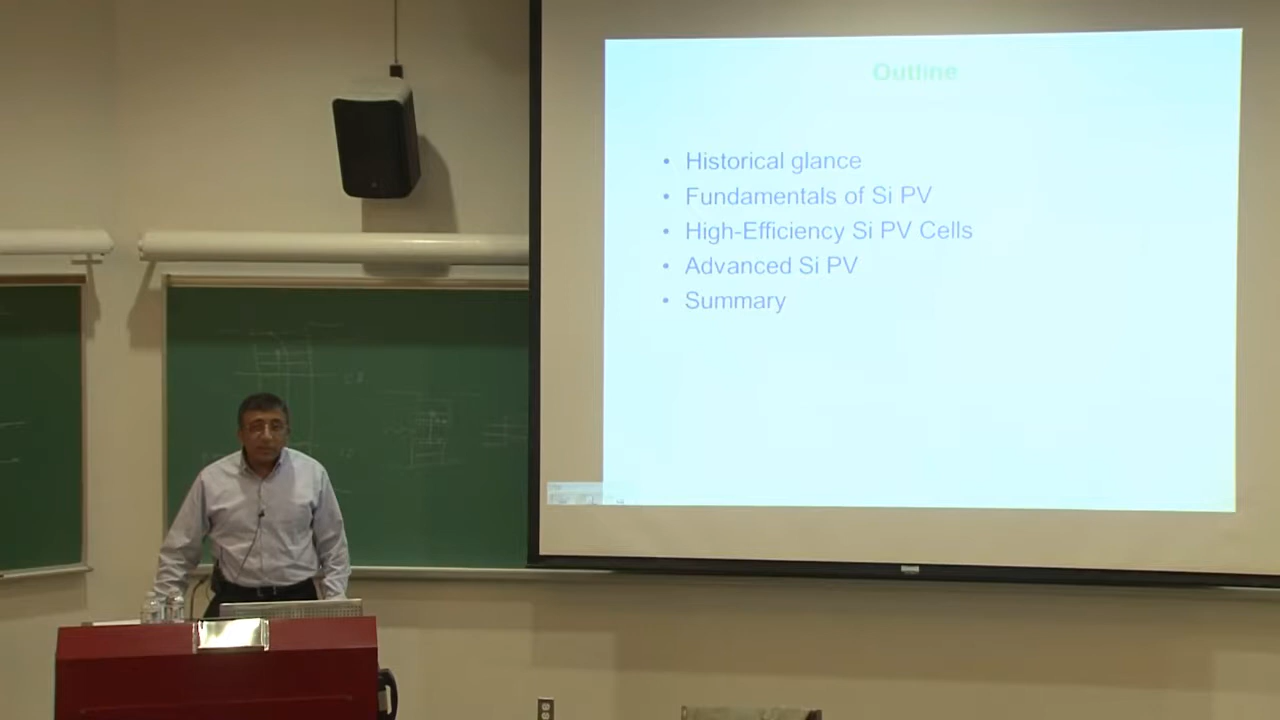 Outline
• Historical glance
• Fundamentals of Si PV
• High-Efficiency Si PV Cells
• Advanced Si PV
• Summary